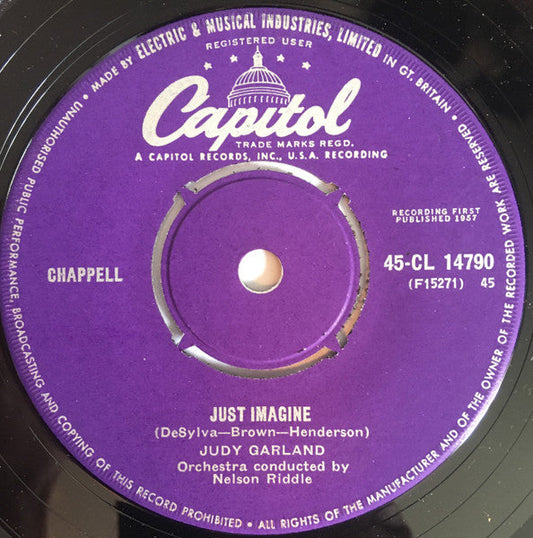 MADE BY ELECTRIC & MUSICAL INDUSTRIES, LIMITED IN GT. BRITAIN •
REGISTERED USER
Capitol
TRADE MARKS REGD.
A CAPITOL RECORDS, INC., U.S.A. RECORDING
RECORDING FIRST
PUBLISHED 1957
CHAPPELL
45-CL 14790
(F15271) 45
JUST IMAGINE
(DeSylva—Brown—Henderson)
JUDY GARLAND
Orchestra conducted by
Nelson Riddle
• UNAUTHORISED PUBLIC PERFORMANCE, BROADCASTING AND COPYING OF THIS RECORD PROHIBITED • ALL RIGHTS OF THE MANUFACTURER AND OF THE OWNER OF THE RECORDED WORK ARE RESERVED.